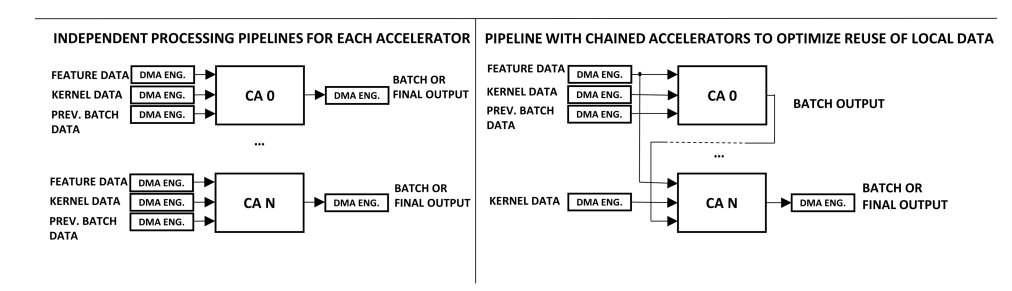 INDEPENDENT PROCESSING PIPELINES FOR EACH ACCELERATOR
FEATURE DATA
DMA ENG.
KERNEL DATA
DMA ENG.
PREV. BATCH
DATA
DMA ENG.
CA 0
DMA ENG.
BATCH OR
FINAL OUTPUT
...
FEATURE DATA
DMA ENG.
KERNEL DATA
DMA ENG.
PREV. BATCH
DATA
DMA ENG.
CA N
DMA ENG.
BATCH OR
FINAL OUTPUT
PIPELINE WITH CHAINED ACCELERATORS TO OPTIMIZE REUSE OF LOCAL DATA
FEATURE DATA
DMA ENG.
KERNEL DATA
DMA ENG.
PREV. BATCH
DATA
DMA ENG.
CA 0
BATCH OUTPUT
...
KERNEL DATA
DMA ENG.
CA N
DMA ENG.
BATCH OR
FINAL OUTPUT